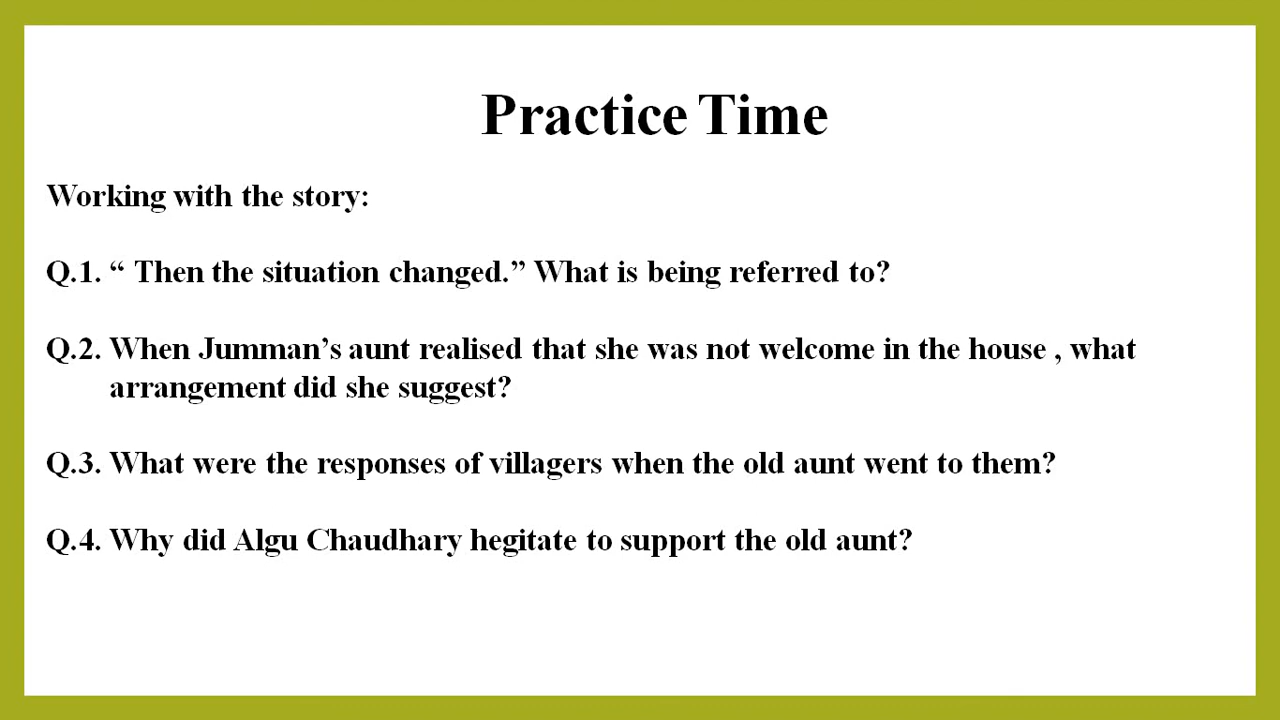 Practice Time
Working with the story:
Q.1. “ Then the situation changed.” What is being referred to?
Q.2. When Jumman’s aunt realised that she was not welcome in the house , what
arrangement did she suggest?
Q.3. What were the responses of villagers when the old aunt went to them?
Q.4. Why did Algu Chaudhary hegitate to support the old aunt?